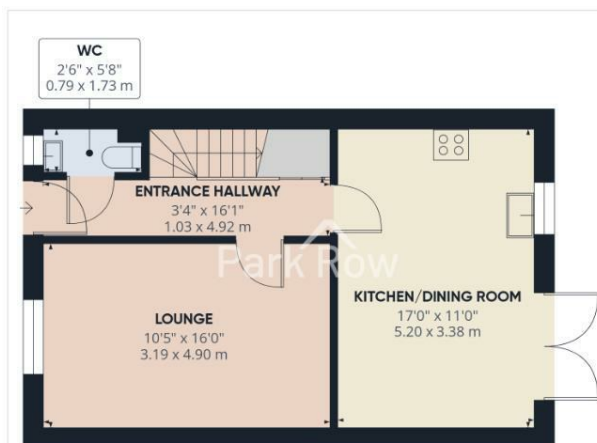 WC
2'6" x 5'8"
0.79 x 1.73 m
ENTRANCE HALLWAY
3'4" x 16'1"
1.03 x 4.92 m
Park Row
LOUNGE
10'5" x 16'0"
3.19 x 4.90 m
KITCHEN/DINING ROOM
17'0" x 11'0"
5.20 x 3.38 m